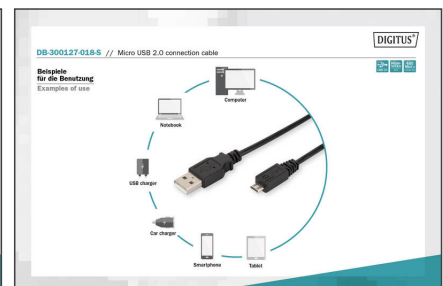 DIGITUS®
DB-300127-018-S // Micro USB 2.0 connection cable
Beispiele
für die Benutzung
Examples of use
Computer
Notebook
USB charger
Car charger
Smartphone
Tablet